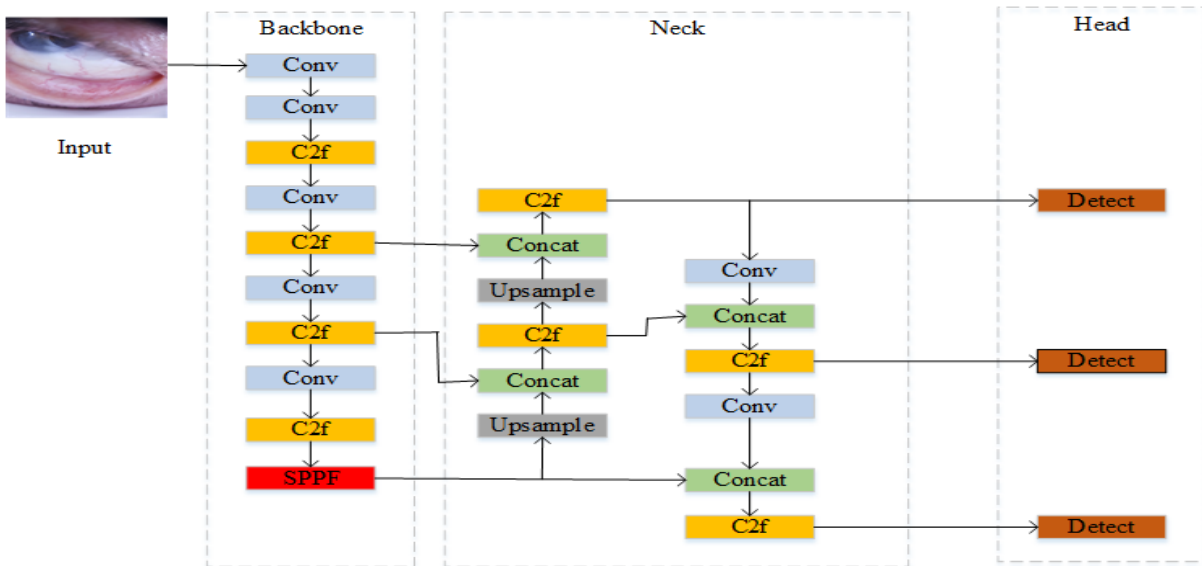 Backbone
Neck
Head
Input
Conv
Conv
C2f
Conv
C2f
Conv
C2f
Conv
C2f
SPPF
C2f
Concat
Upsample
C2f
Concat
Upsample
Conv
Concat
C2f
Conv
Concat
C2f
Detect
Detect
Detect